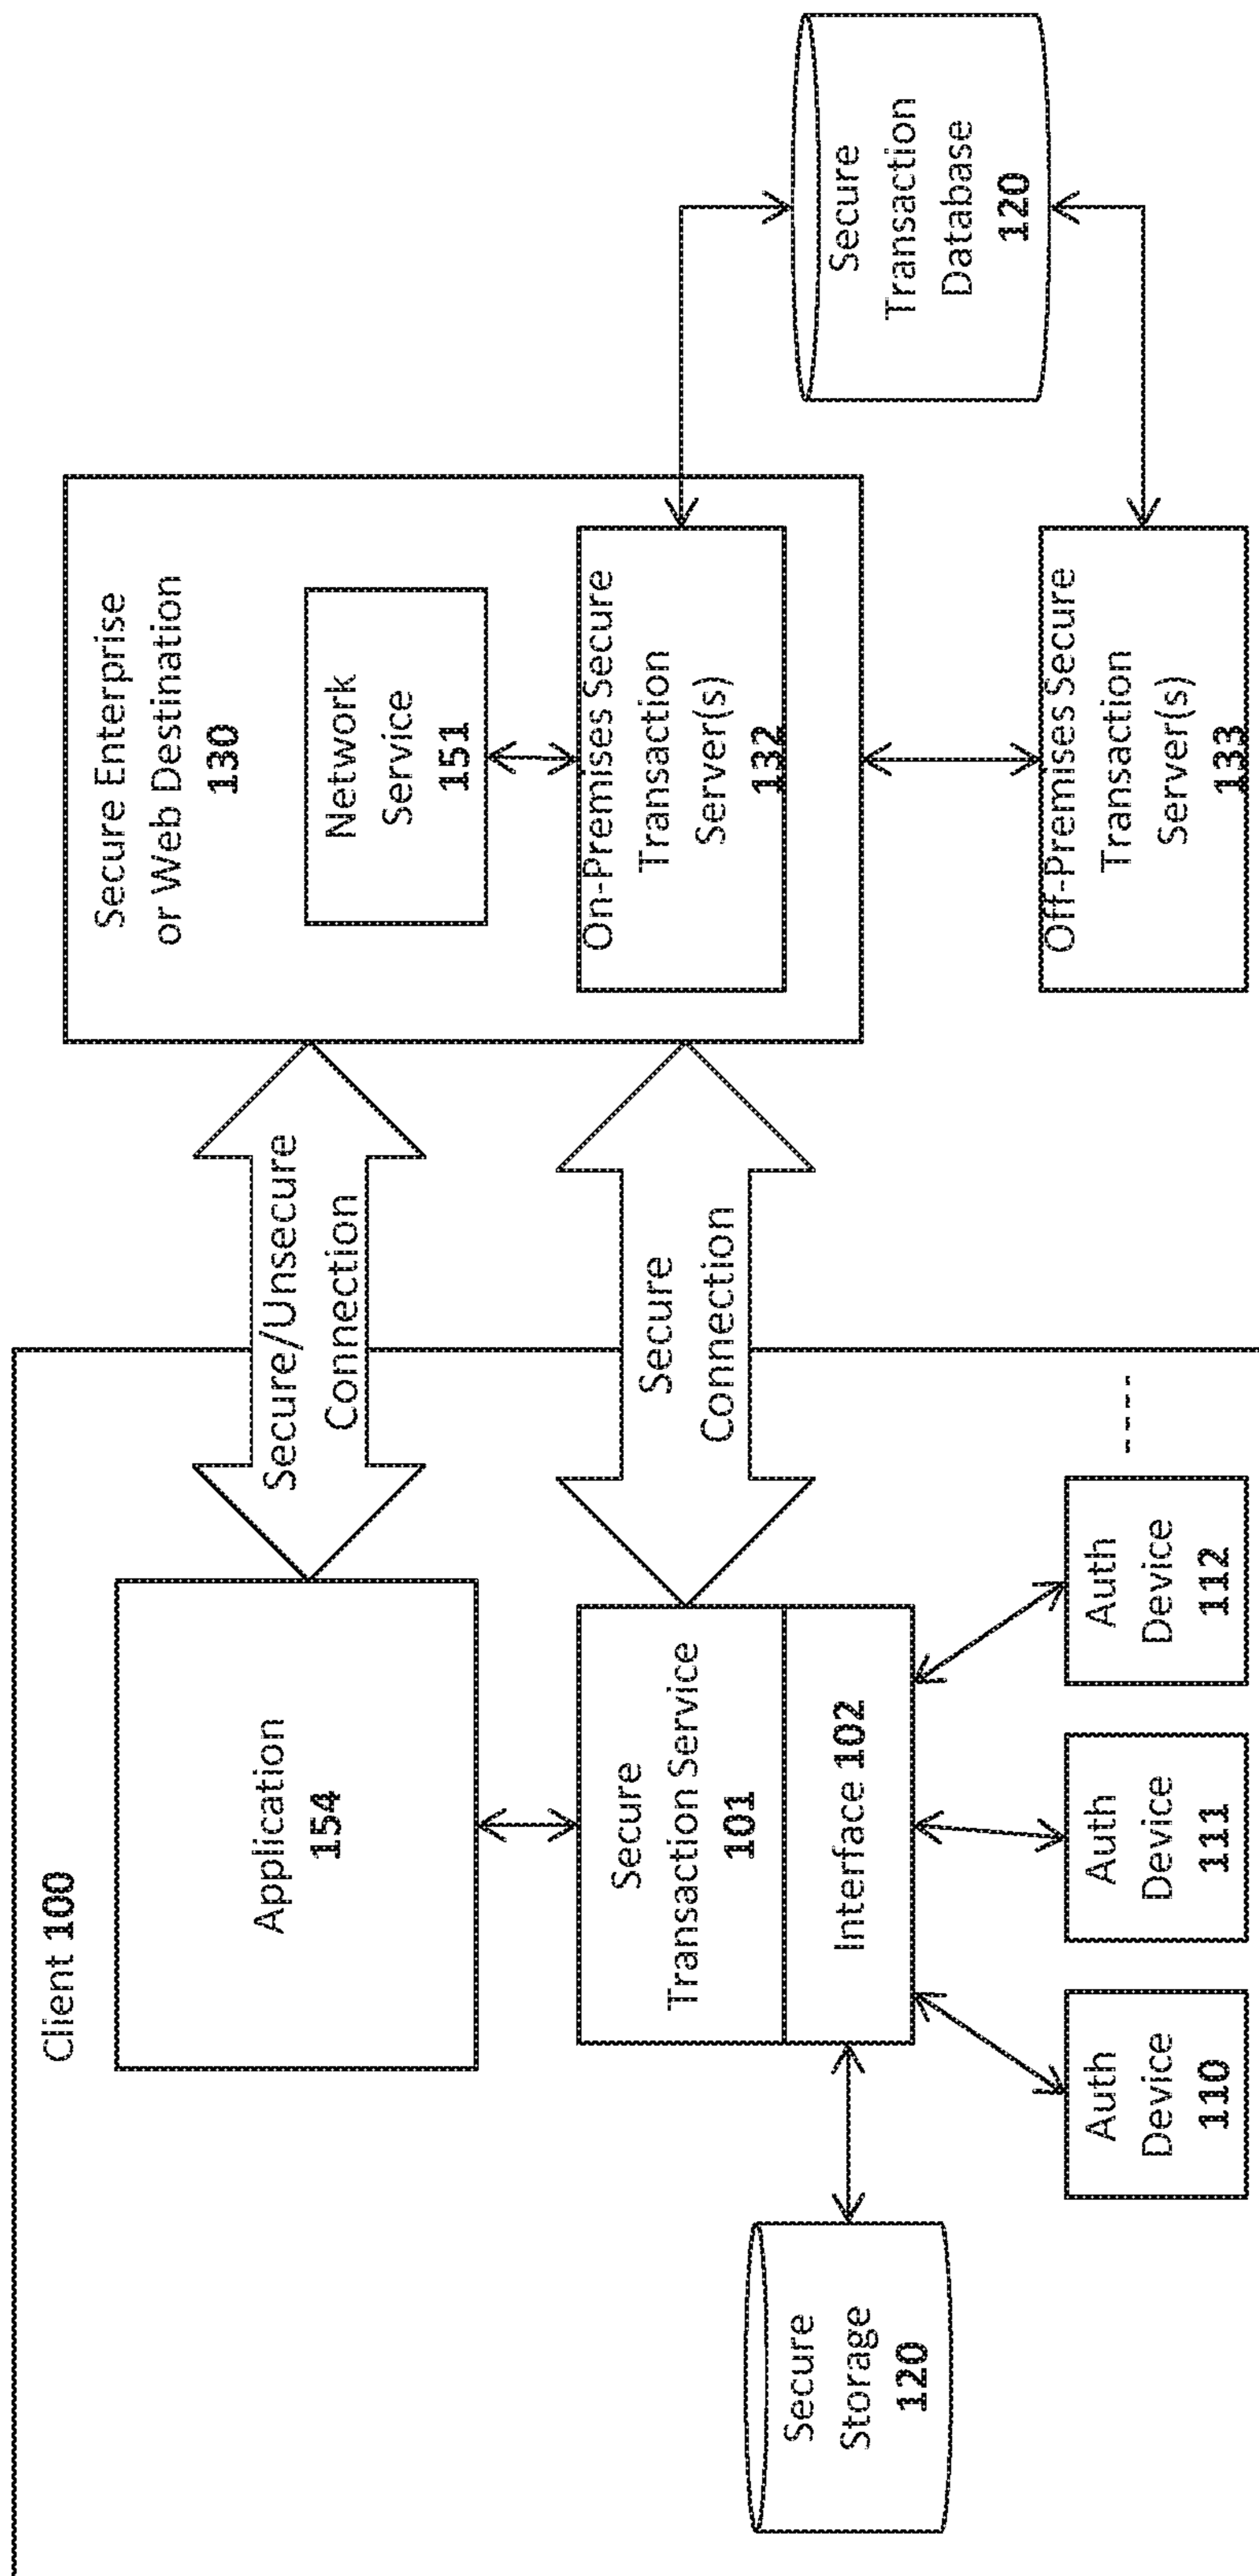 Client 100
Application
154
Secure
Transaction Service
101
Interface 102
Secure
Storage
120
Auth
Device
110
Auth
Device
111
Auth
Device
112
Secure/Unsecure
Connection
Secure
Connection
Secure Enterprise
or Web Destination
130
Network
Service
151
On-Premises Secure
Transaction
Server(s)
132
Off-Premises Secure
Transaction
Server(s)
133
Secure
Transaction
Database
120